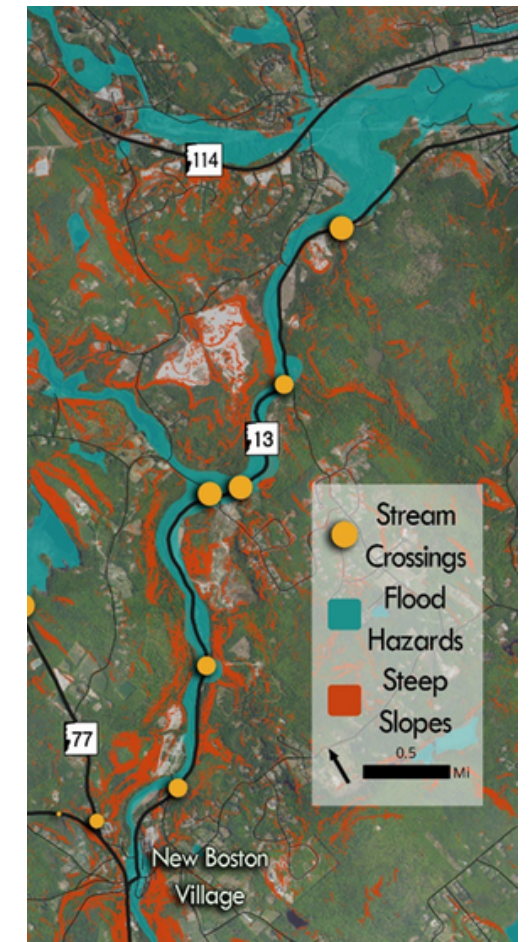 114
13
Stream
Crossings
Flood
Hazards
Steep
Slopes
0.5
Mi
77
New Boston
Village